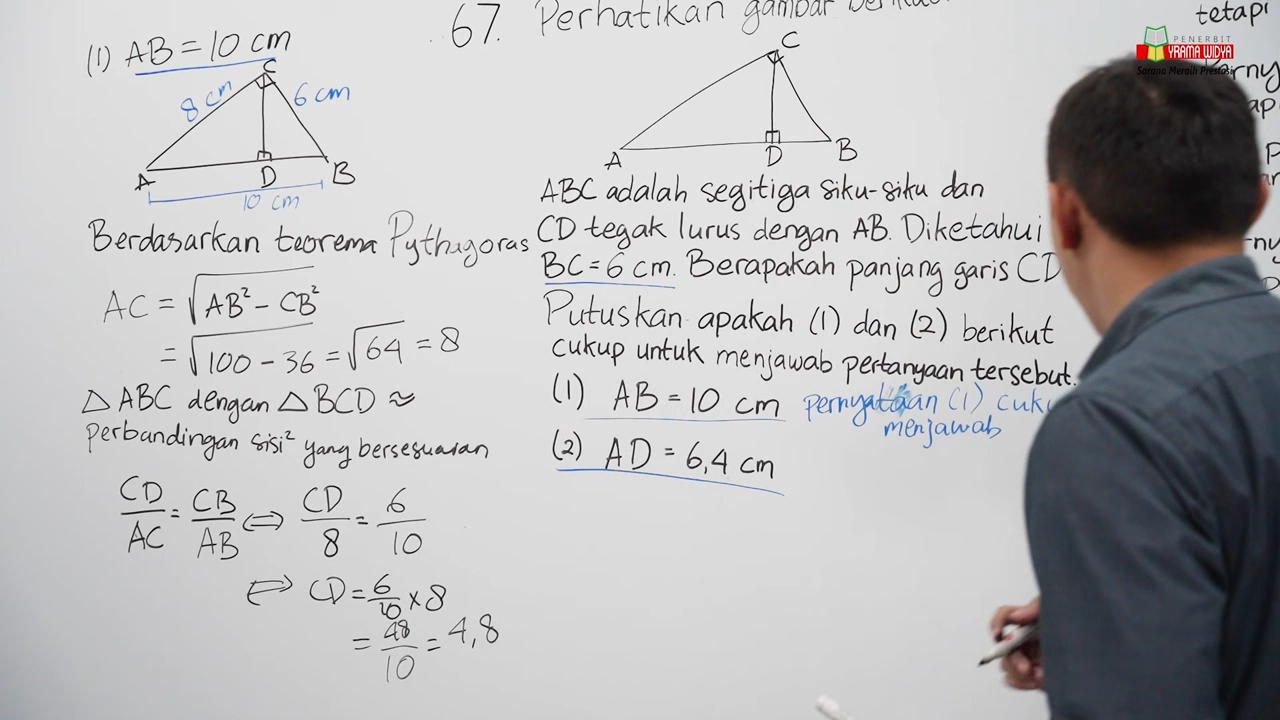 67. Perhatikan gambar
(1) AB = 10 cm
C
8 cm
6 cm
A
D
B
10 cm
Berdasarkan teorema Pythagoras
AC = √AB² - CB²
= √100 - 36 = √64 = 8
△ ABC dengan △ BCD ≈
perbandingan sisi² yang bersesuaian
CD/AC = CB/AB ⇔ CD/8 = 6/10
⇔ CD = 6/10 × 8
= 48/10 = 4,8
C
A
D
B
ABC adalah segitiga siku-siku dan
CD tegak lurus dengan AB. Diketahui
BC = 6 cm. Berapakah panjang garis CD
Putuskan apakah (1) dan (2) berikut
cukup untuk menjawab pertanyaan tersebut.
(1) AB = 10 cm
pernyataan (1)
menjawab
(2) AD = 6,4 cm
tetapi
PENERBIT
YRAMA WIDYA
Sarana Meraih Prestasi